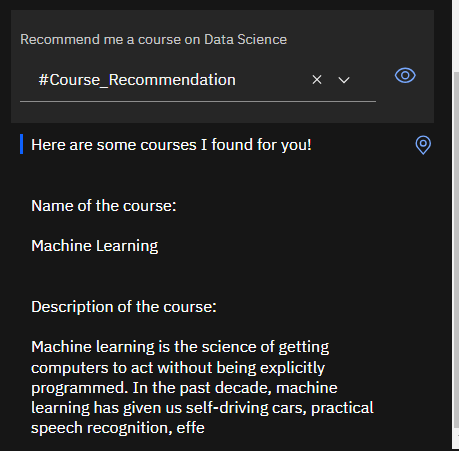 Recommend me a course on Data Science
#Course_Recommendation
Here are some courses I found for you!
Name of the course:
Machine Learning
Description of the course:
Machine learning is the science of getting
computers to act without being explicitly
programmed. In the past decade, machine
learning has given us self-driving cars, practical
speech recognition, effe